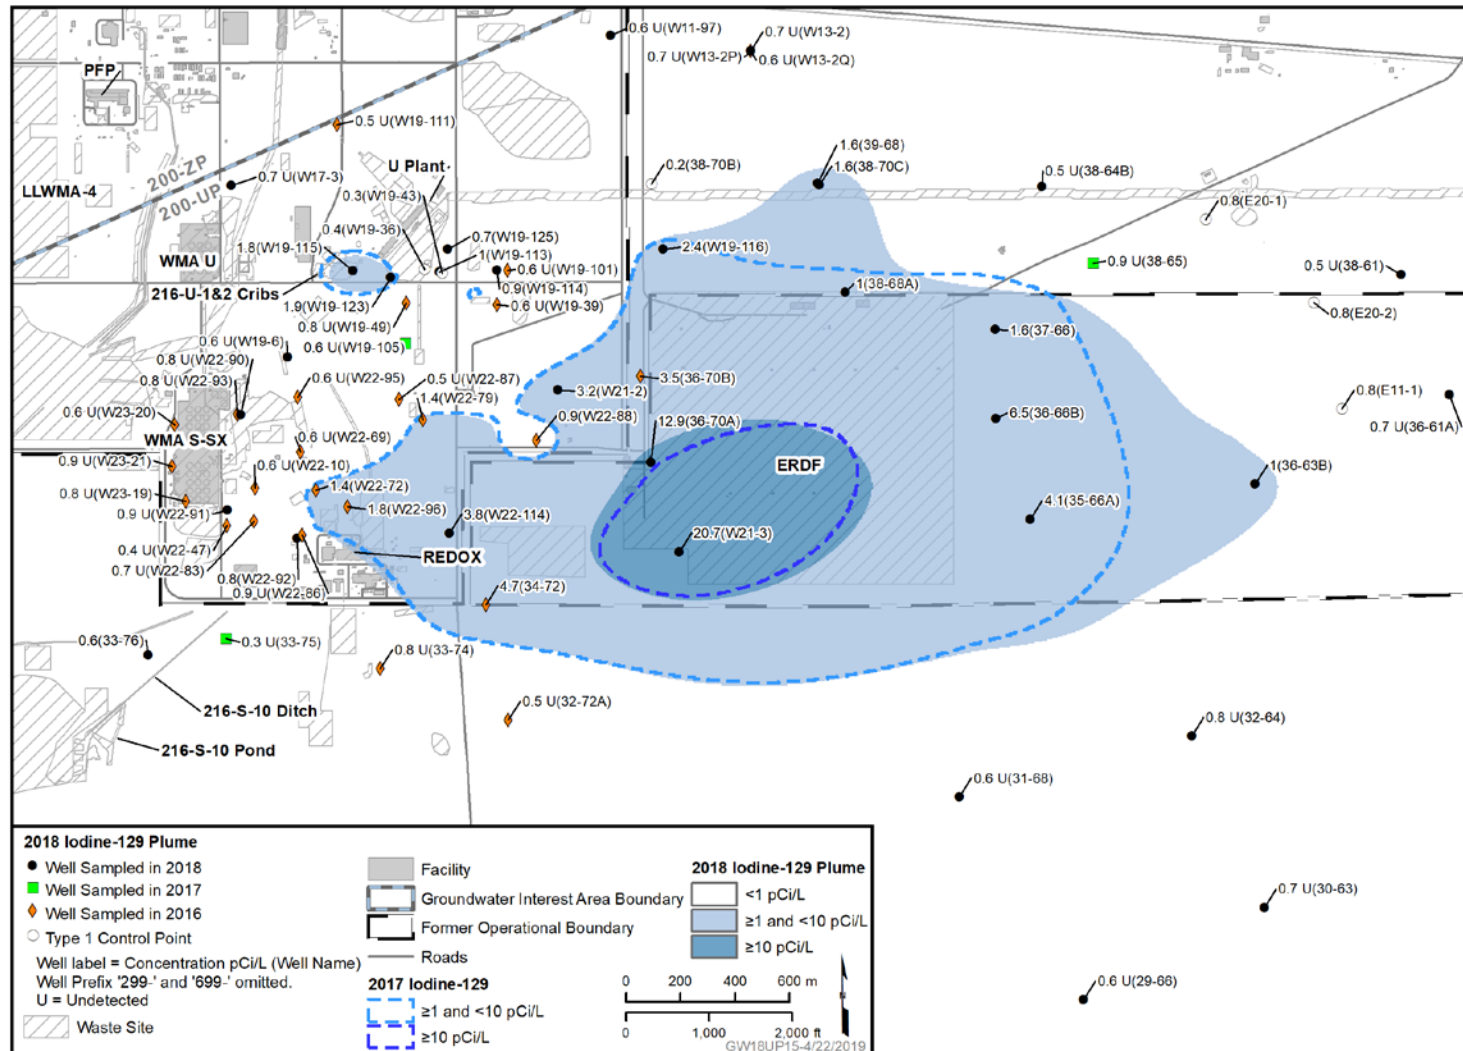 0.6 U(W11-97)
0.7 U(W13-2)
0.7 U(W13-2P)
0.6 U(W13-2Q)
PFP
0.5 U(W19-111)
U Plant
200-ZP
200-UP
LLWMA-4
0.7 U(W17-3)
0.3(W19-43)
0.4(W19-36)
0.2(38-70B)
1.6(39-68)
1.6(38-70C)
0.5 U(38-64B)
0.8(E20-1)
1.8(W19-115)
0.7(W19-125)
1(W19-113)
2.4(W19-116)
WMA U
0.6 U(W19-101)
0.9 U(38-65)
0.5 U(38-61)
216-U-1&2 Cribs
0.9(W19-114)
1(38-68A)
1.9(W19-123)
0.6 U(W19-39)
0.8(E20-2)
0.8 U(W19-49)
1.6(37-66)
0.6 U(W19-6)
0.6 U(W19-105)
0.8 U(W22-90)
0.8 U(W22-93)
0.6 U(W22-95)
0.5 U(W22-87)
3.5(36-70B)
3.2(W21-2)
1.4(W22-79)
0.8(E11-1)
0.6 U(W23-20)
6.5(36-66B)
0.7 U(36-61A)
WMA S-SX
0.6 U(W22-69)
0.9(W22-88)
12.9(36-70A)
0.9 U(W23-21)
0.6 U(W22-10)
ERDF
1(36-63B)
0.8 U(W23-19)
1.4(W22-72)
4.1(35-66A)
0.9 U(W22-91)
1.8(W22-96)
3.8(W22-114)
20.7(W21-3)
0.4 U(W22-47)
REDOX
0.7 U(W22-83)
0.8(W22-92)
4.7(34-72)
0.9 U(W22-86)
0.6(33-76)
0.3 U(33-75)
0.8 U(33-74)
216-S-10 Ditch
0.5 U(32-72A)
0.8 U(32-64)
216-S-10 Pond
0.6 U(31-68)
0.7 U(30-63)
0.6 U(29-66)
2018 Iodine-129 Plume
Well Sampled in 2018
Well Sampled in 2017
Well Sampled in 2016
Type 1 Control Point
Well label = Concentration pCi/L (Well Name)
Well Prefix '299-' and '699-' omitted.
U = Undetected
Waste Site
Facility
Groundwater Interest Area Boundary
Former Operational Boundary
Roads
2017 Iodine-129
≥1 and <10 pCi/L
≥10 pCi/L
2018 Iodine-129 Plume
<1 pCi/L
≥1 and <10 pCi/L
≥10 pCi/L
0 200 400 600 m
0 1,000 2,000 ft
N
GW18UP15-4/22/2019